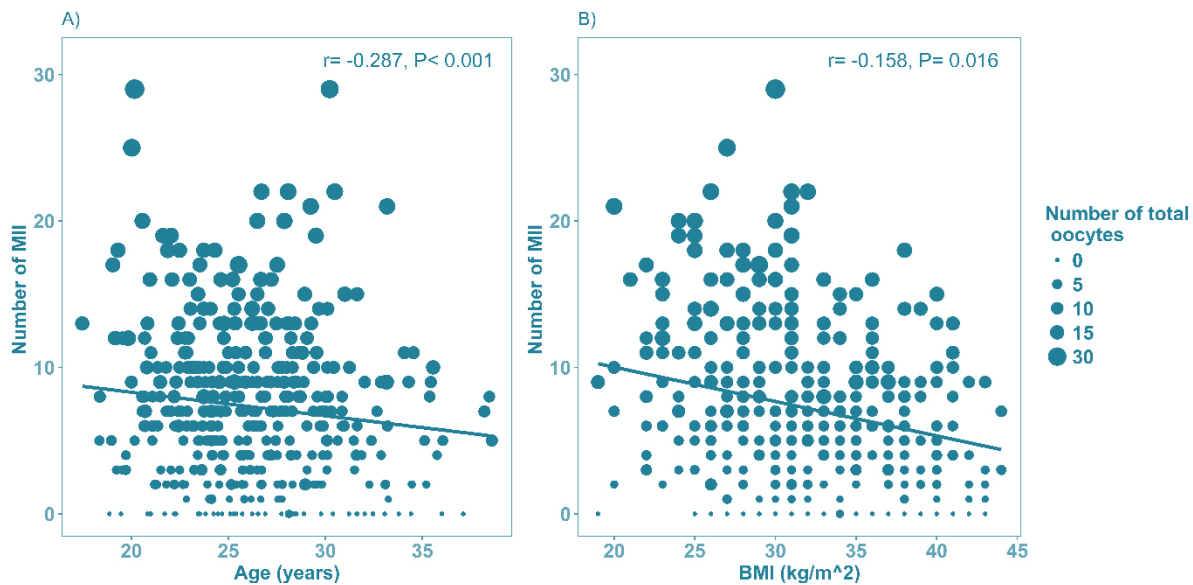 A)
r= -0.287, P< 0.001
Number of MII
30
20
10
0
20 25 30 35
Age (years)
B)
r= -0.158, P= 0.016
Number of MII
30
20
10
0
20 25 30 35 40 45
BMI (kg/m^2)
Number of total
oocytes
0
5
10
15
30